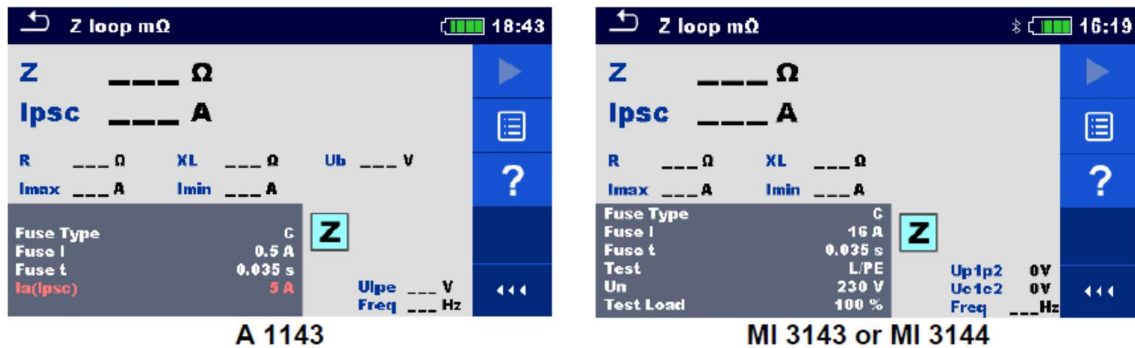 Z loop mΩ 18:43
Z ___ Ω
Ipsc ___ A
R ___ Ω XL ___ Ω Ub ___ V
Imax ___ A Imin ___ A
Fuse Type C
Fuse I 0.5 A
Fuse t 0.035 s
Ia(Ipsc) 5 A
Z
Ulpe ___ V
Freq ___ Hz
?
A 1143
Z loop mΩ 16:19
Z ___ Ω
Ipsc ___ A
R ___ Ω XL ___ Ω
Imax ___ A Imin ___ A
Fuse Type C
Fuse I 16 A
Fuse t 0.035 s
Test L/PE
Un 230 V
Test Load 100 %
Z
Up1p2 0V
Uc1c2 0V
Freq ___Hz
?
MI 3143 or MI 3144